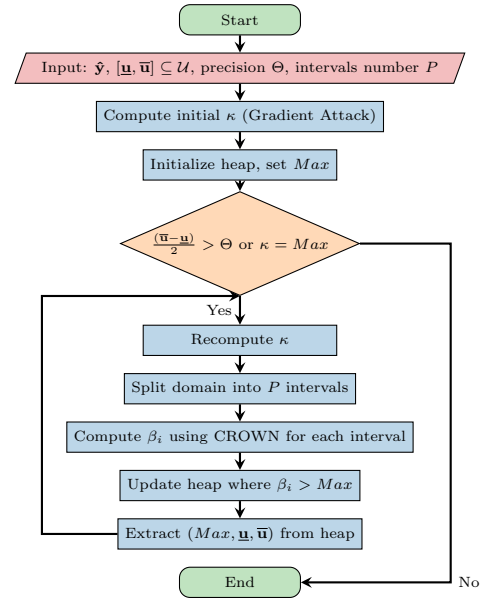 Start
Input: ŷ, [u̲, u̅] ⊆ 𝒰, precision Θ, intervals number P
Compute initial κ (Gradient Attack)
Initialize heap, set Max
(u̅−u̲)/2 > Θ or κ = Max
Yes
Recompute κ
Split domain into P intervals
Compute βᵢ using CROWN for each interval
Update heap where βᵢ > Max
Extract (Max, u̲, u̅) from heap
End
No